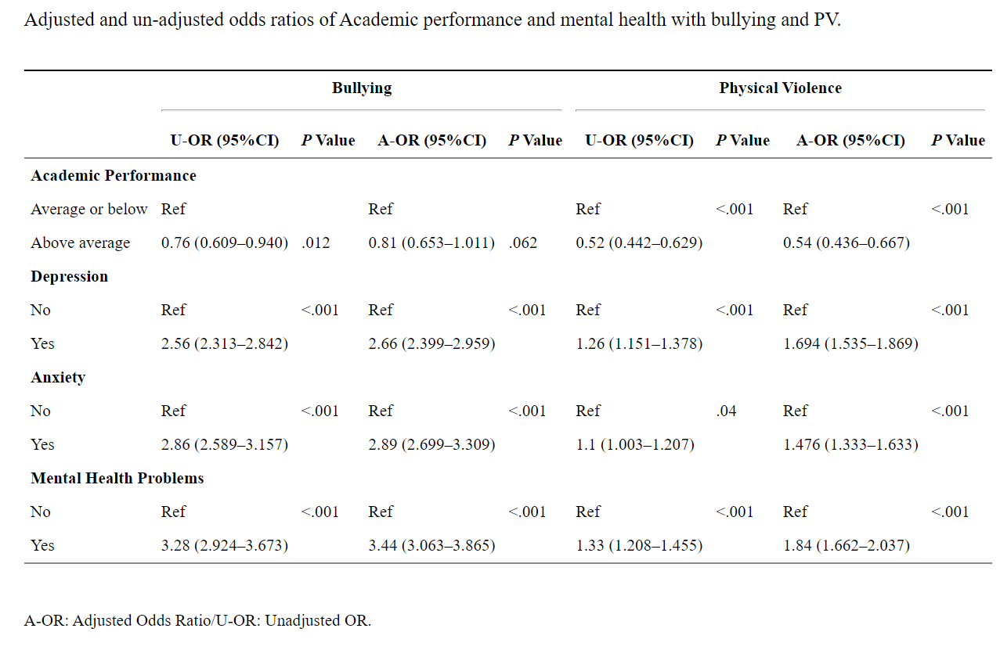 Adjusted and un-adjusted odds ratios of Academic performance and mental health with bullying and PV.
Bullying Physical Violence
U-OR (95%CI) P Value A-OR (95%CI) P Value U-OR (95%CI) P Value A-OR (95%CI) P Value
Academic Performance
Average or below Ref Ref Ref <.001 Ref <.001
Above average 0.76 (0.609–0.940) .012 0.81 (0.653–1.011) .062 0.52 (0.442–0.629) 0.54 (0.436–0.667)
Depression
No Ref <.001 Ref <.001 Ref <.001 Ref <.001
Yes 2.56 (2.313–2.842) 2.66 (2.399–2.959) 1.26 (1.151–1.378) 1.694 (1.535–1.869)
Anxiety
No Ref <.001 Ref <.001 Ref .04 Ref <.001
Yes 2.86 (2.589–3.157) 2.89 (2.699–3.309) 1.1 (1.003–1.207) 1.476 (1.333–1.633)
Mental Health Problems
No Ref <.001 Ref <.001 Ref <.001 Ref <.001
Yes 3.28 (2.924–3.673) 3.44 (3.063–3.865) 1.33 (1.208–1.455) 1.84 (1.662–2.037)
A-OR: Adjusted Odds Ratio/U-OR: Unadjusted OR.